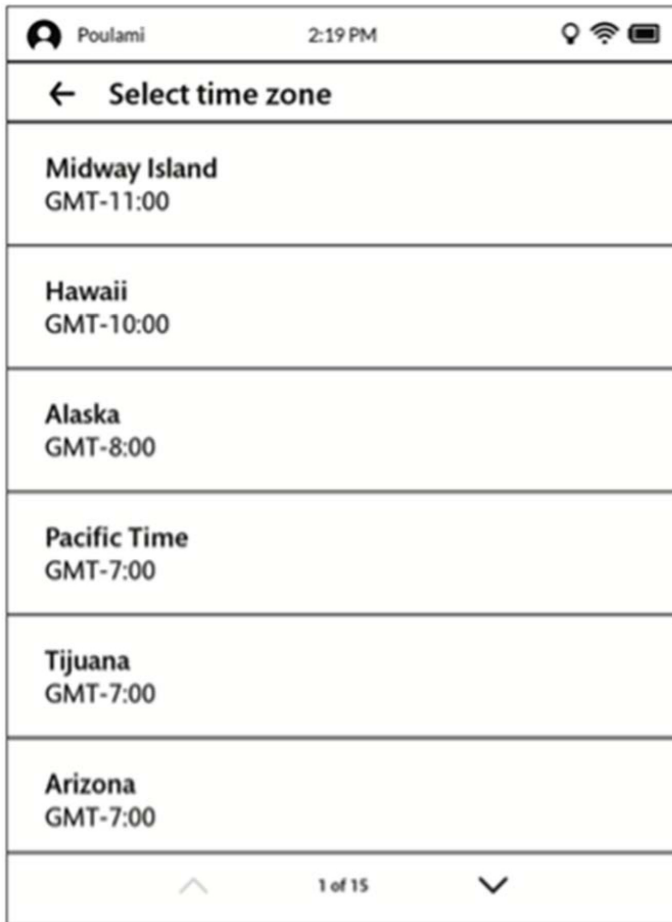 Poulami 2:19 PM
Select time zone
Midway Island
GMT-11:00
Hawaii
GMT-10:00
Alaska
GMT-8:00
Pacific Time
GMT-7:00
Tijuana
GMT-7:00
Arizona
GMT-7:00
1 of 15